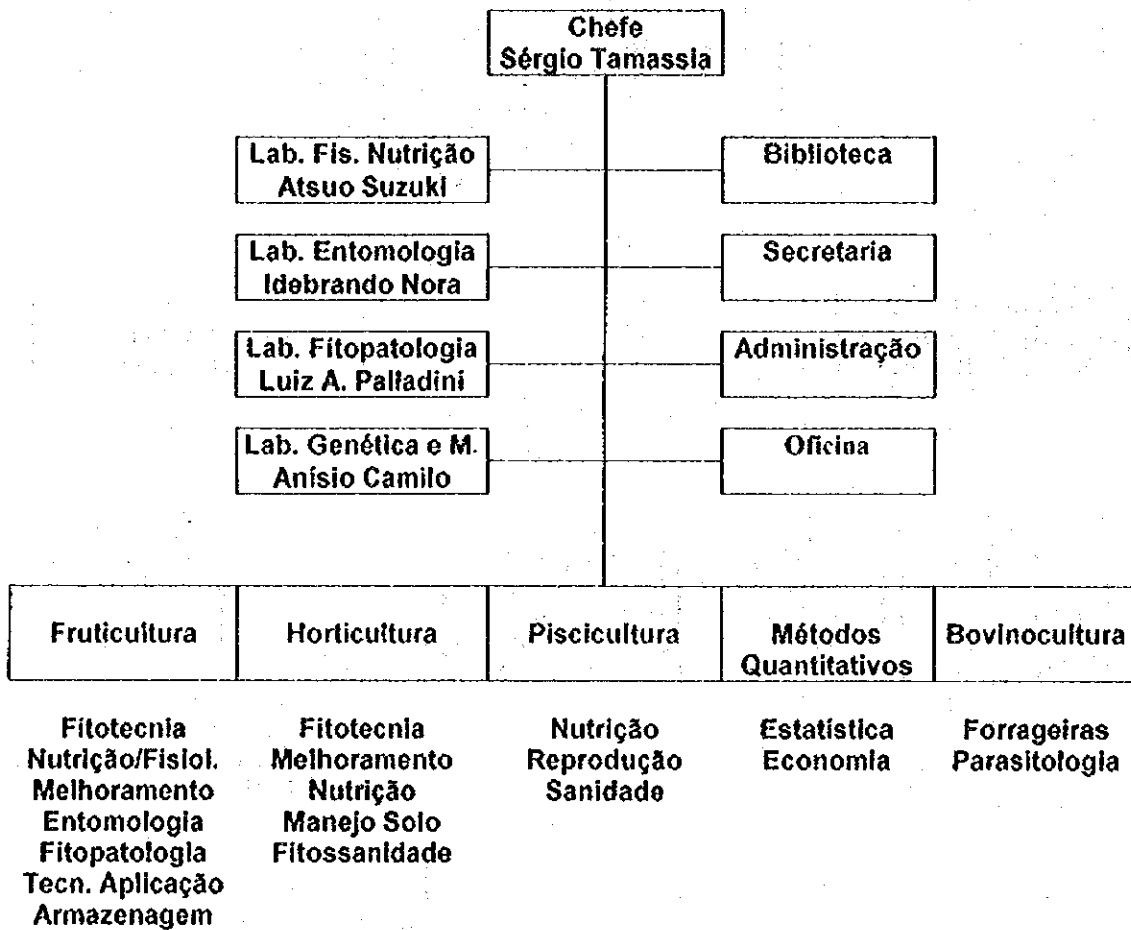 Chefe
Sérgio Tamassia
Lab. Fis. Nutrição
Atsuo Suzuki
Biblioteca
Lab. Entomologia
Idebrando Nora
Secretaria
Lab. Fitopatologia
Luiz A. Palladini
Administração
Lab. Genética e M.
Anísio Camilo
Oficina
Fruticultura
Horticultura
Piscicultura
Métodos
Quantitativos
Bovinocultura
Fitotecnia
Nutrição/Fisiol.
Melhoramento
Entomologia
Fitopatologia
Tecn. Aplicação
Armazenagem
Fitotecnia
Melhoramento
Nutrição
Manejo Solo
Fitossanidade
Nutrição
Reprodução
Sanidade
Estatística
Economia
Forrageiras
Parasitologia